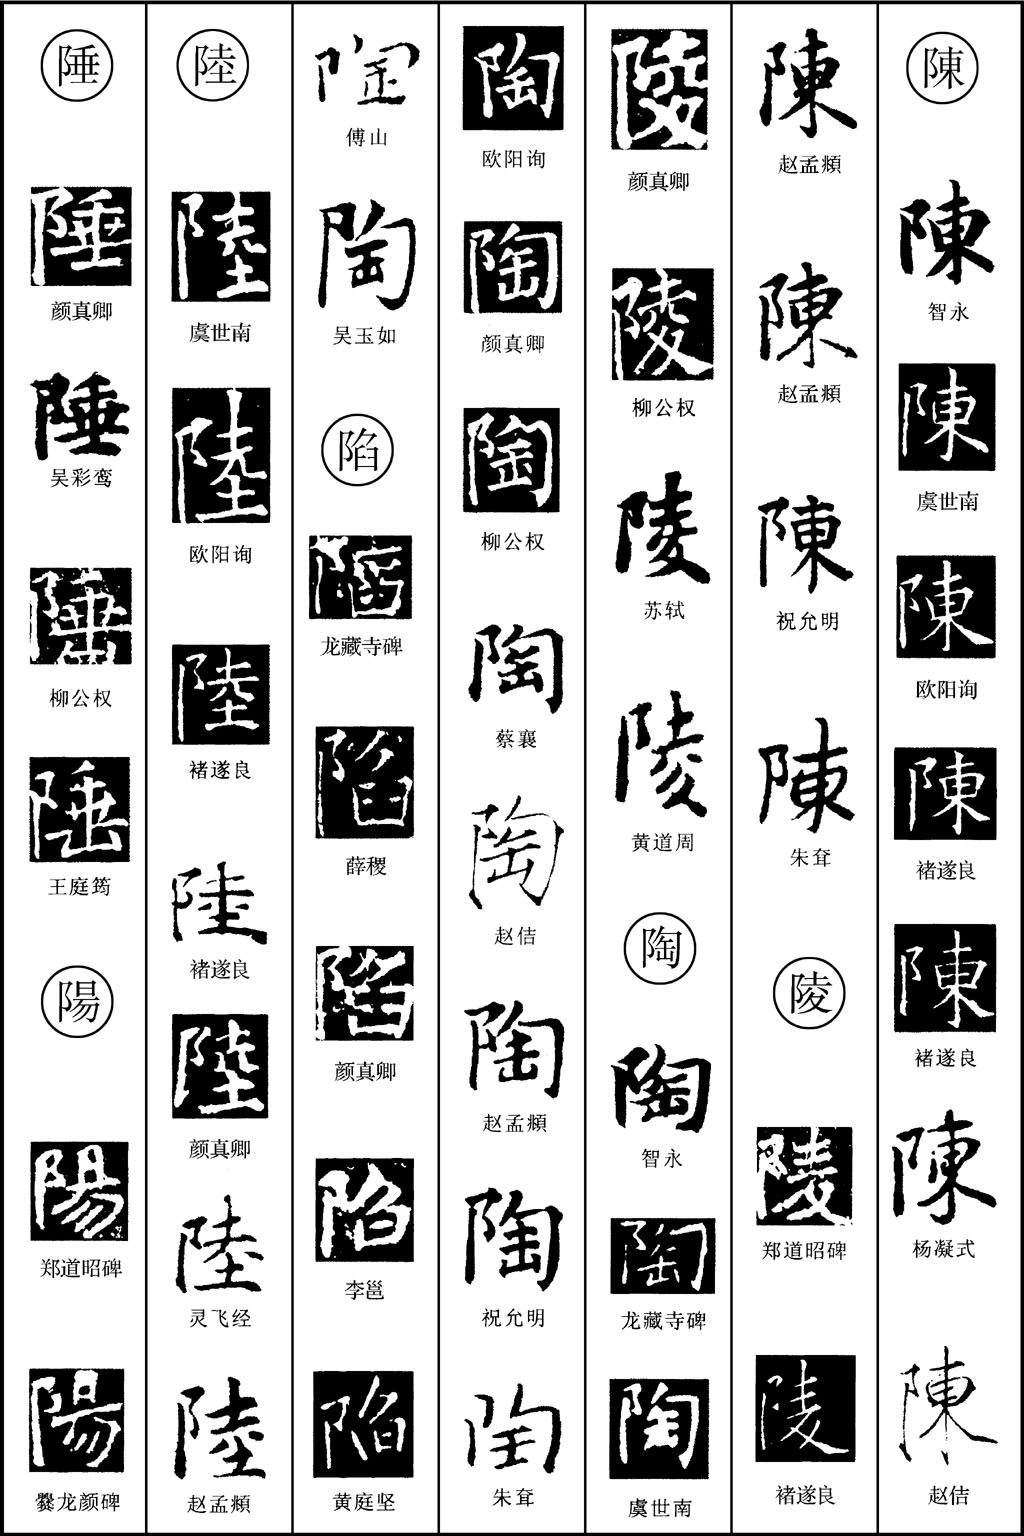 陳
陳
智永
陳
虞世南
陳
欧阳询
陳
褚遂良
陳
褚遂良
陳
杨凝式
陳
赵佶
陳
赵孟頫
陳
赵孟頫
陳
祝允明
陳
朱耷
陵
陵
郑道昭碑
陵
褚遂良
陵
颜真卿
陵
柳公权
陵
苏轼
陵
黄道周
陶
陶
智永
陶
龙藏寺碑
陶
虞世南
陶
欧阳询
陶
颜真卿
陶
柳公权
陶
蔡襄
陶
赵佶
陶
赵孟頫
陶
祝允明
陶
朱耷
陶
傅山
陶
吴玉如
陷
陷
龙藏寺碑
陷
薛稷
陷
颜真卿
陷
李邕
陷
黄庭坚
陸
陸
虞世南
陸
欧阳询
陸
褚遂良
陸
褚遂良
陸
颜真卿
陸
灵飞经
陸
赵孟頫
陲
陲
颜真卿
陲
吴彩鸾
陲
柳公权
陲
王庭筠
陽
陽
郑道昭碑
陽
爨龙颜碑